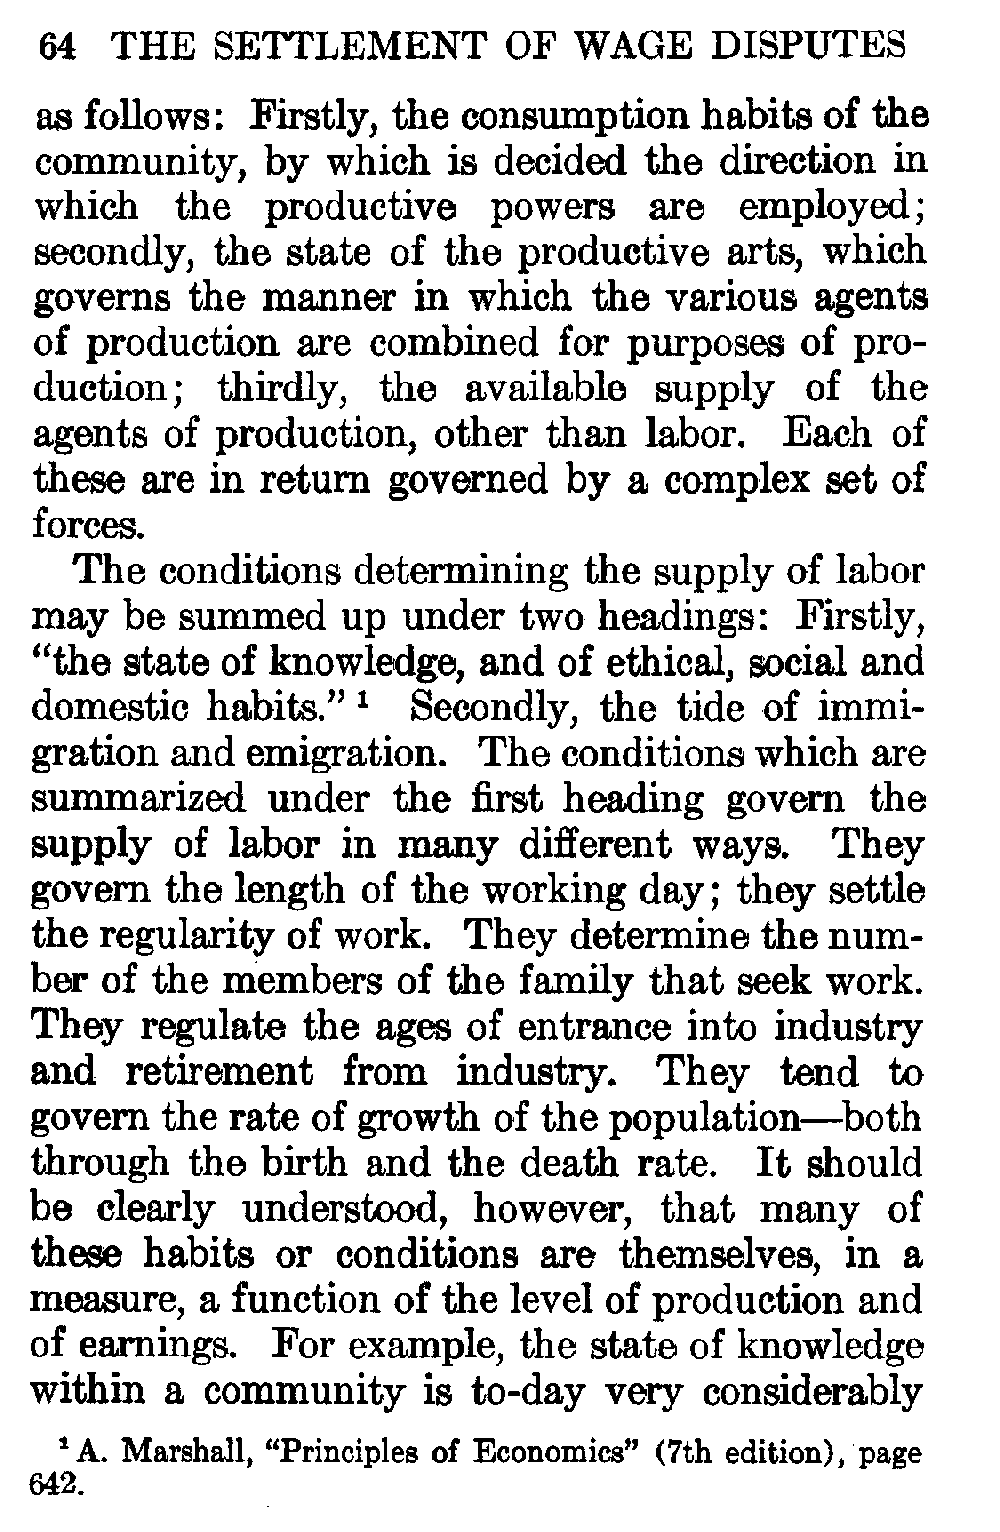 64 THE SETTLEMENT OF WAGE DISPUTES
as follows: Firstly, the consumption habits of the
community, by which is decided the direction in
which the productive powers are employed;
secondly, the state of the productive arts, which
governs the manner in which the various agents
of production are combined for purposes of pro-
duction; thirdly, the available supply of the
agents of production, other than labor. Each of
these are in return governed by a complex set of
forces.
The conditions determining the supply of labor
may be summed up under two headings: Firstly,
“the state of knowledge, and of ethical, social and
domestic habits.” ¹ Secondly, the tide of immi-
gration and emigration. The conditions which are
summarized under the first heading govern the
supply of labor in many different ways. They
govern the length of the working day; they settle
the regularity of work. They determine the num-
ber of the members of the family that seek work.
They regulate the ages of entrance into industry
and retirement from industry. They tend to
govern the rate of growth of the population—both
through the birth and the death rate. It should
be clearly understood, however, that many of
these habits or conditions are themselves, in a
measure, a function of the level of production and
of earnings. For example, the state of knowledge
within a community is to-day very considerably
¹ A. Marshall, “Principles of Economics” (7th edition), page
642.